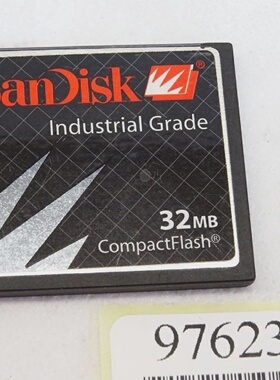 anDisk
Industrial Grade
32MB
CompactFlash®
97623